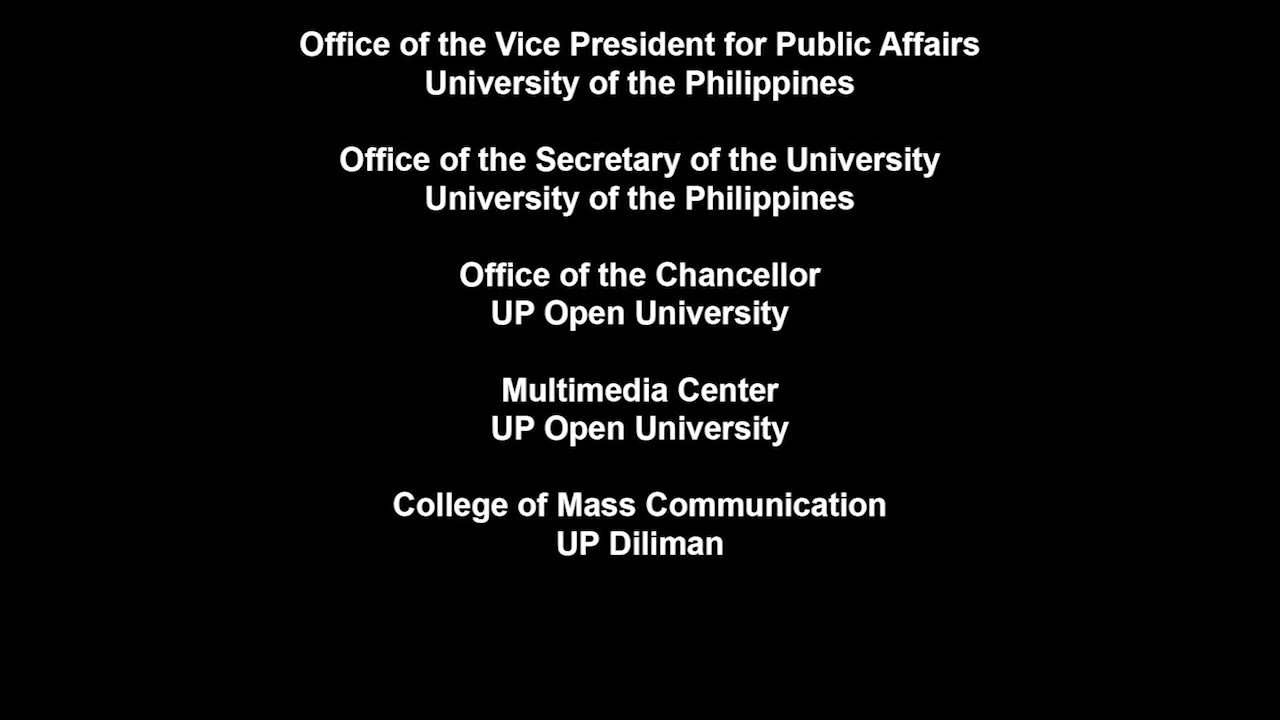 Office of the Vice President for Public Affairs
University of the Philippines
Office of the Secretary of the University
University of the Philippines
Office of the Chancellor
UP Open University
Multimedia Center
UP Open University
College of Mass Communication
UP Diliman